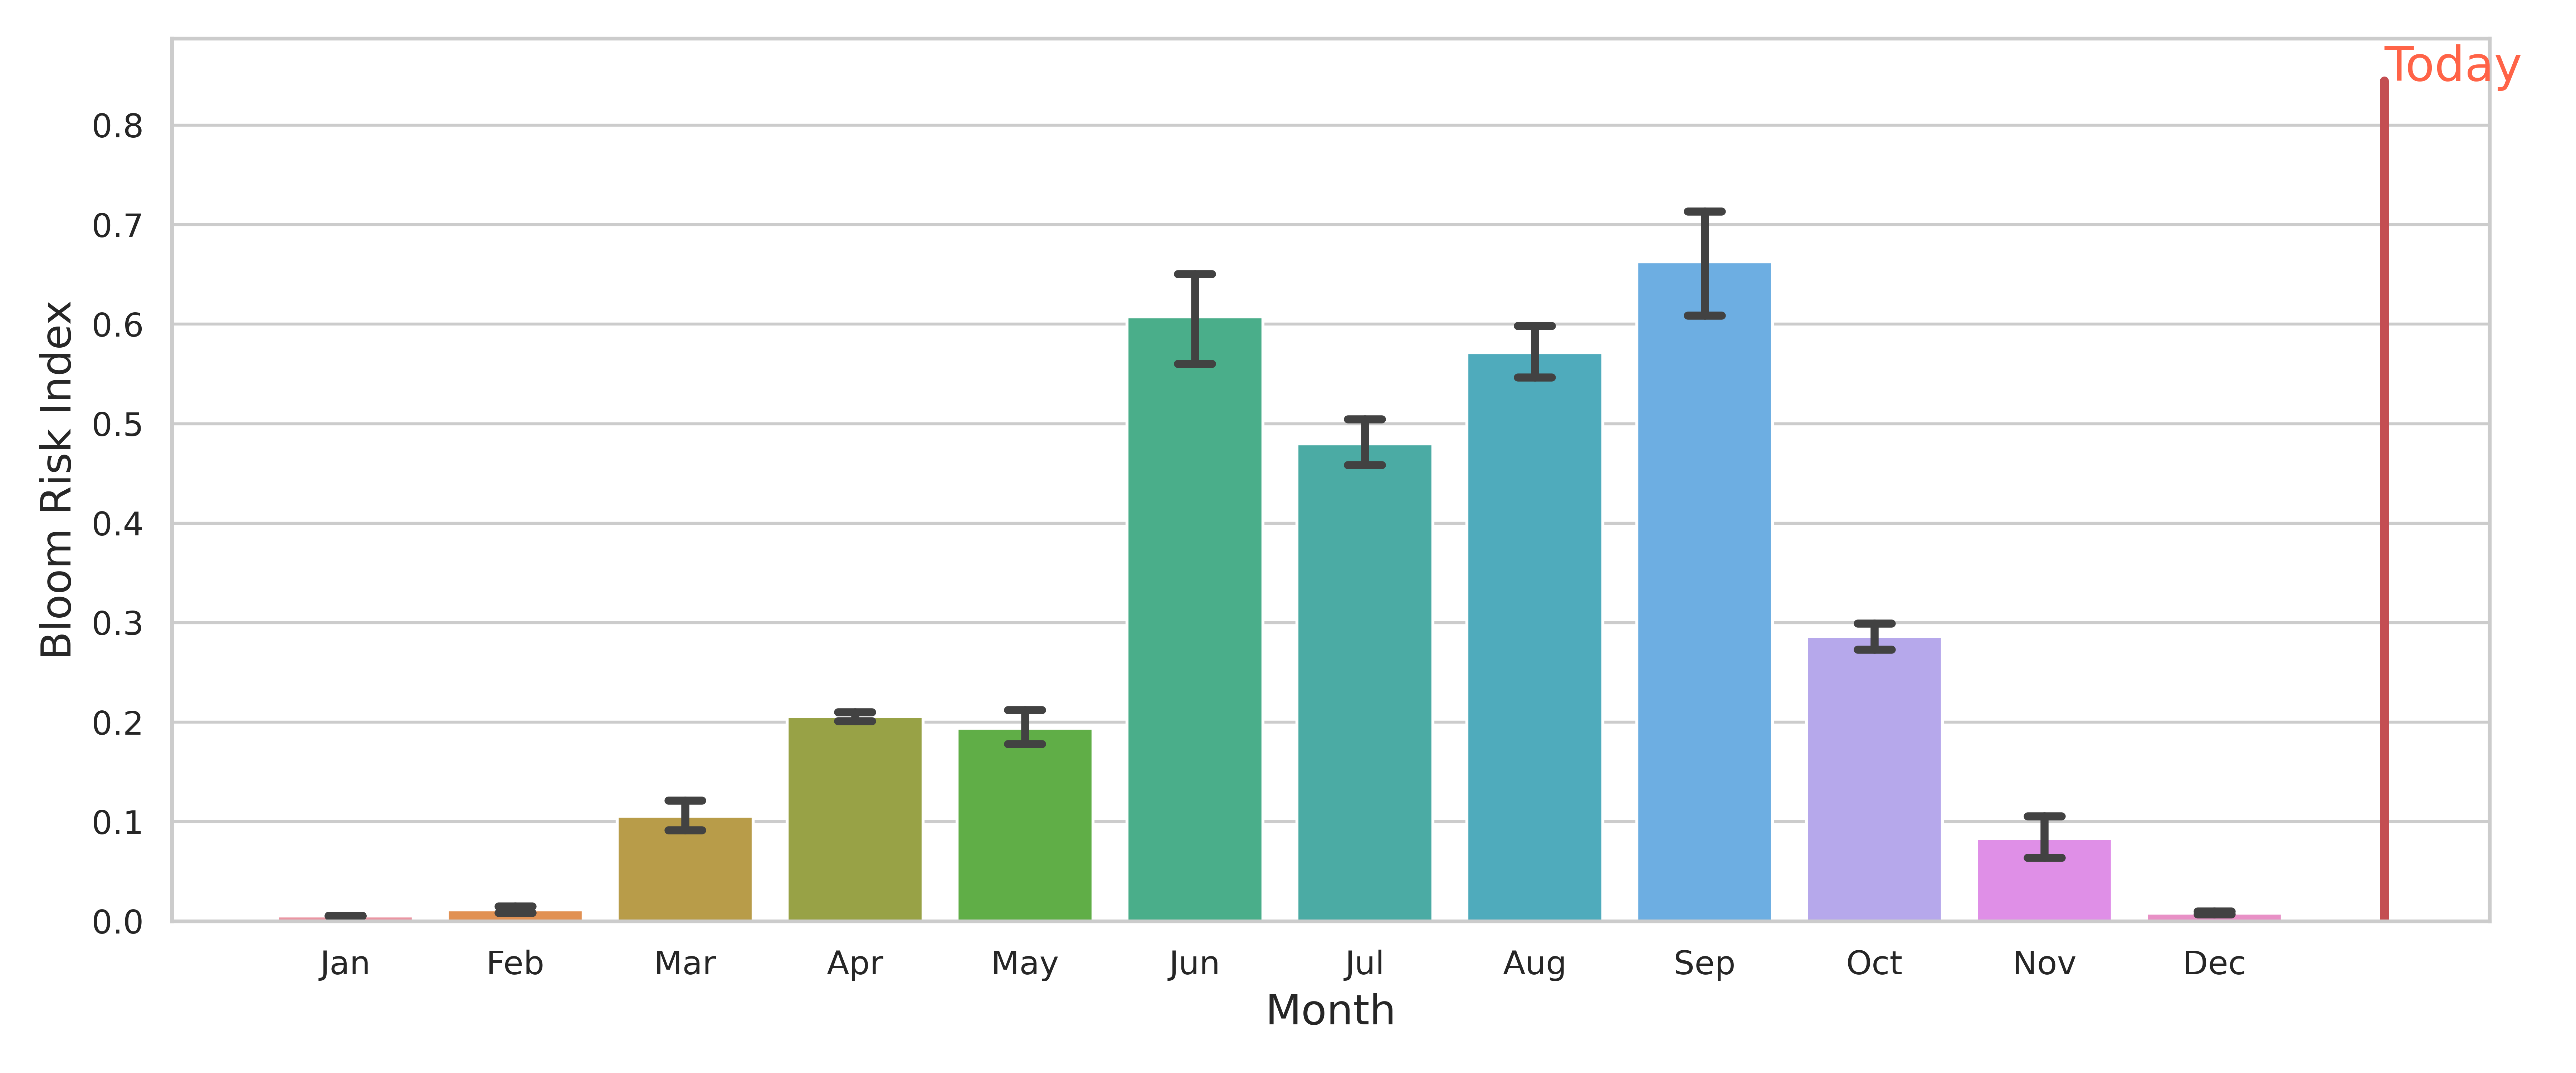 Today
Bloom Risk Index
0.8
0.7
0.6
0.5
0.4
0.3
0.2
0.1
0.0
Jan Feb Mar Apr May Jun Jul Aug Sep Oct Nov Dec
Month